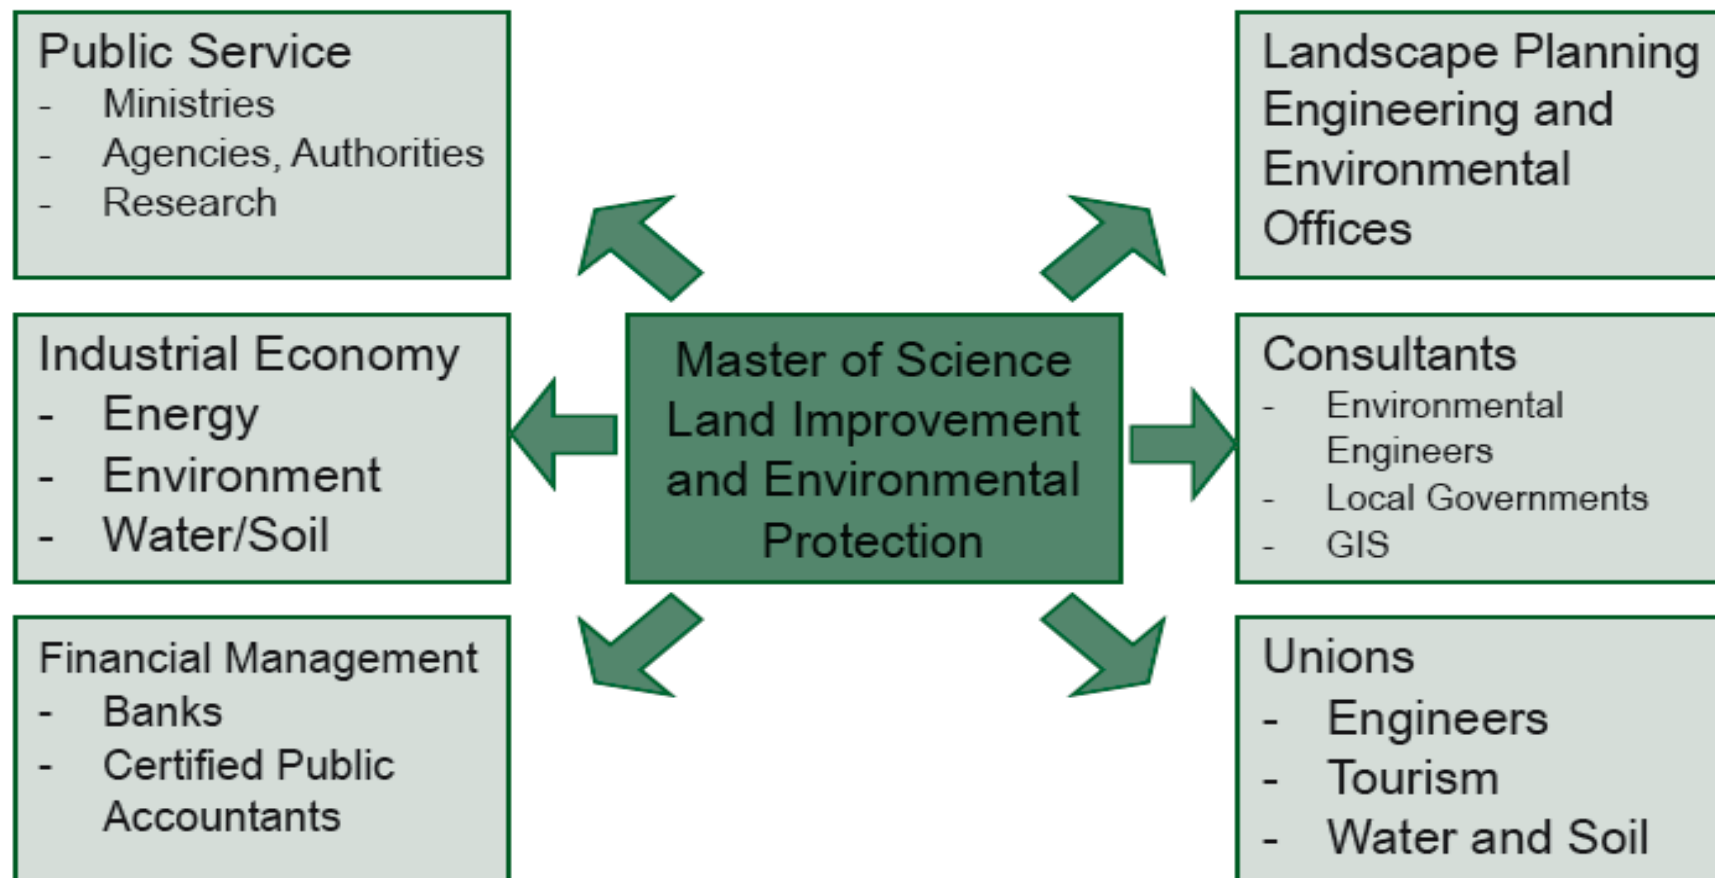 Public Service
- Ministries
- Agencies, Authorities
- Research
Landscape Planning
Engineering and
Environmental
Offices
Industrial Economy
- Energy
- Environment
- Water/Soil
Master of Science
Land Improvement
and Environmental
Protection
Consultants
- Environmental
Engineers
- Local Governments
- GIS
Financial Management
- Banks
- Certified Public
Accountants
Unions
- Engineers
- Tourism
- Water and Soil